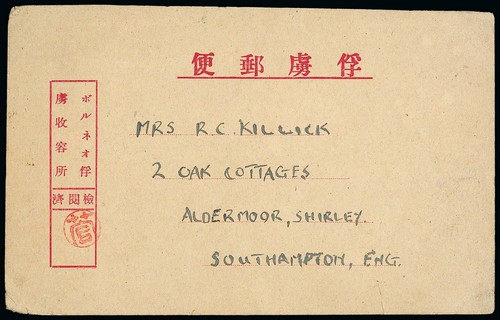 俘虜郵便
ボルネオ俘
虜收容所
檢閲濟
菅
MRS R.C. KILLICK
2 OAK COTTAGES
ALDERMOOR, SHIRLEY.
SOUTHAMPTON, ENG.